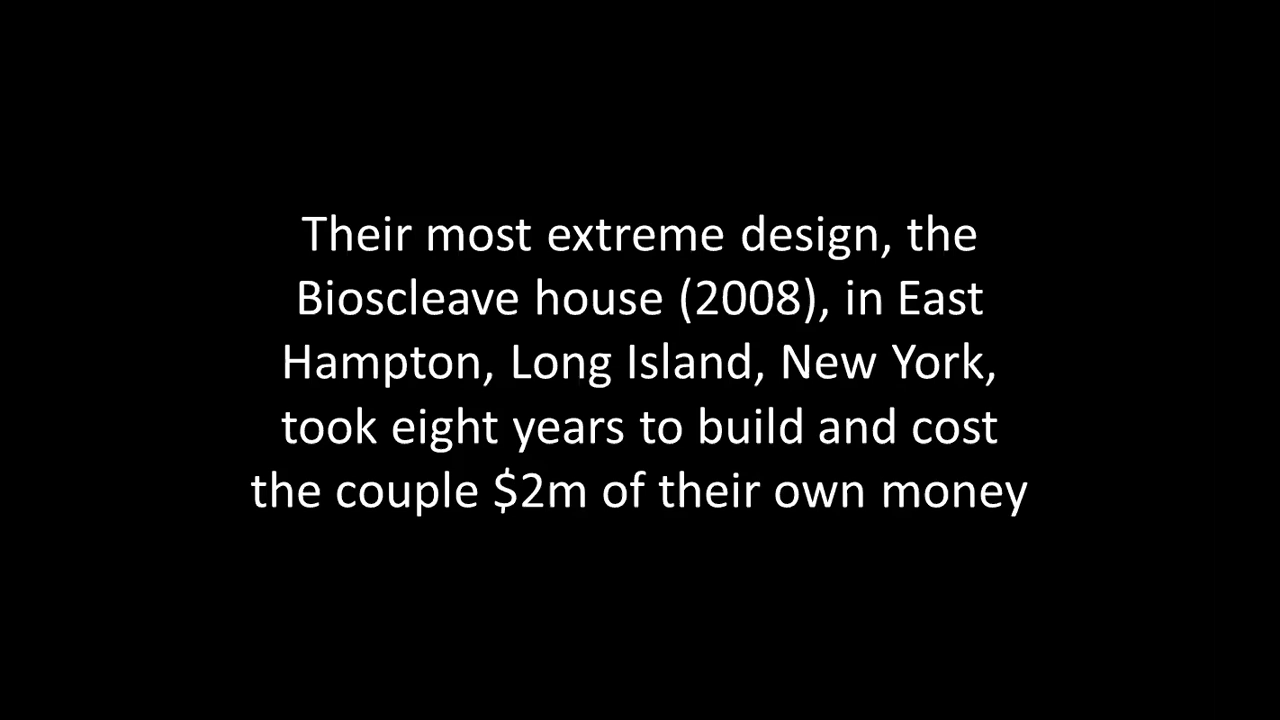 Their most extreme design, the
Bioscleave house (2008), in East
Hampton, Long Island, New York,
took eight years to build and cost
the couple $2m of their own money